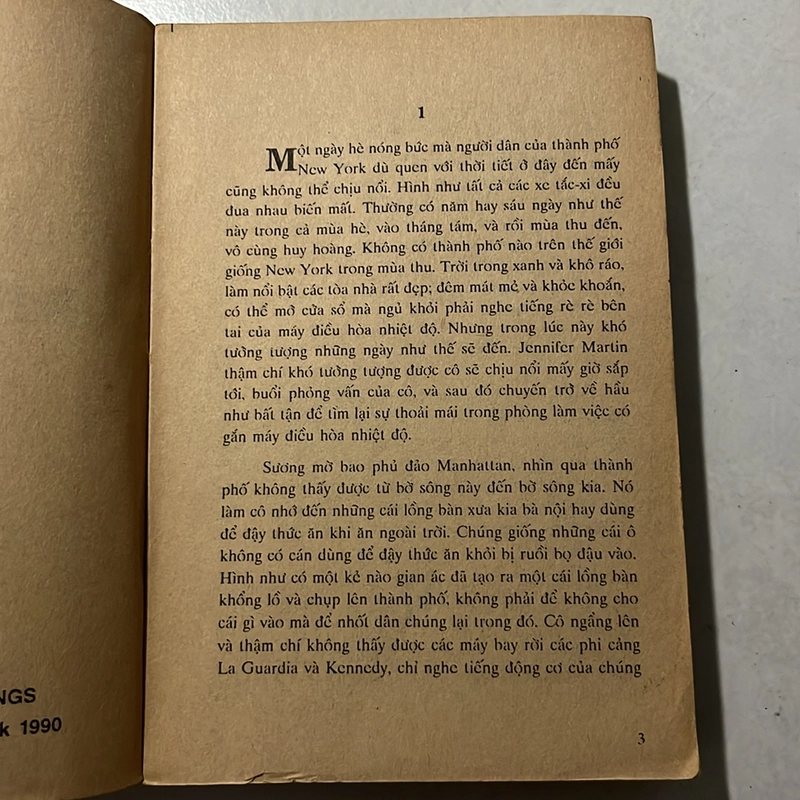 NGS
k 1990
1
Một ngày hè nóng bức mà người dân của thành phố
New York dù quen với thời tiết ở đây đến mấy
cũng không thể chịu nổi. Hình như tất cả các xe tắc-xi đều
đua nhau biến mất. Thường có năm hay sáu ngày như thế
này trong cả mùa hè, vào tháng tám, và rồi mùa thu đến,
vô cùng huy hoàng. Không có thành phố nào trên thế giới
giống New York trong mùa thu. Trời trong xanh và khô ráo,
làm nổi bật các tòa nhà rất đẹp; đêm mát mẻ và khỏe khoắn,
có thể mở cửa sổ mà ngủ khỏi phải nghe tiếng rè rè bên
tai của máy điều hòa nhiệt độ. Nhưng trong lúc này khó
tưởng tượng những ngày như thế sẽ đến. Jennifer Martin
thậm chí khó tưởng tượng được cô sẽ chịu nổi mấy giờ sắp
tới, buổi phỏng vấn của cô, và sau đó chuyến trở về hầu
như bất tận để tìm lại sự thoải mái trong phòng làm việc có
gắn máy điều hòa nhiệt độ.
Sương mờ bao phủ đảo Manhattan, nhìn qua thành
phố không thấy được từ bờ sông này đến bờ sông kia. Nó
làm cô nhớ đến những cái lồng bàn xưa kia bà nội hay dùng
để đậy thức ăn khi ăn ngoài trời. Chúng giống những cái ô
không có cán dùng để đậy thức ăn khỏi bị ruồi bọ đậu vào.
Hình như có một kẻ nào gian ác đã tạo ra một cái lồng bàn
khổng lồ và chụp lên thành phố, không phải để không cho
cái gì vào mà để nhốt dân chúng lại trong đó. Cô ngẩng lên
và thậm chí không thấy được các máy bay rời các phi cảng
La Guardia và Kennedy, chỉ nghe tiếng động cơ của chúng
3